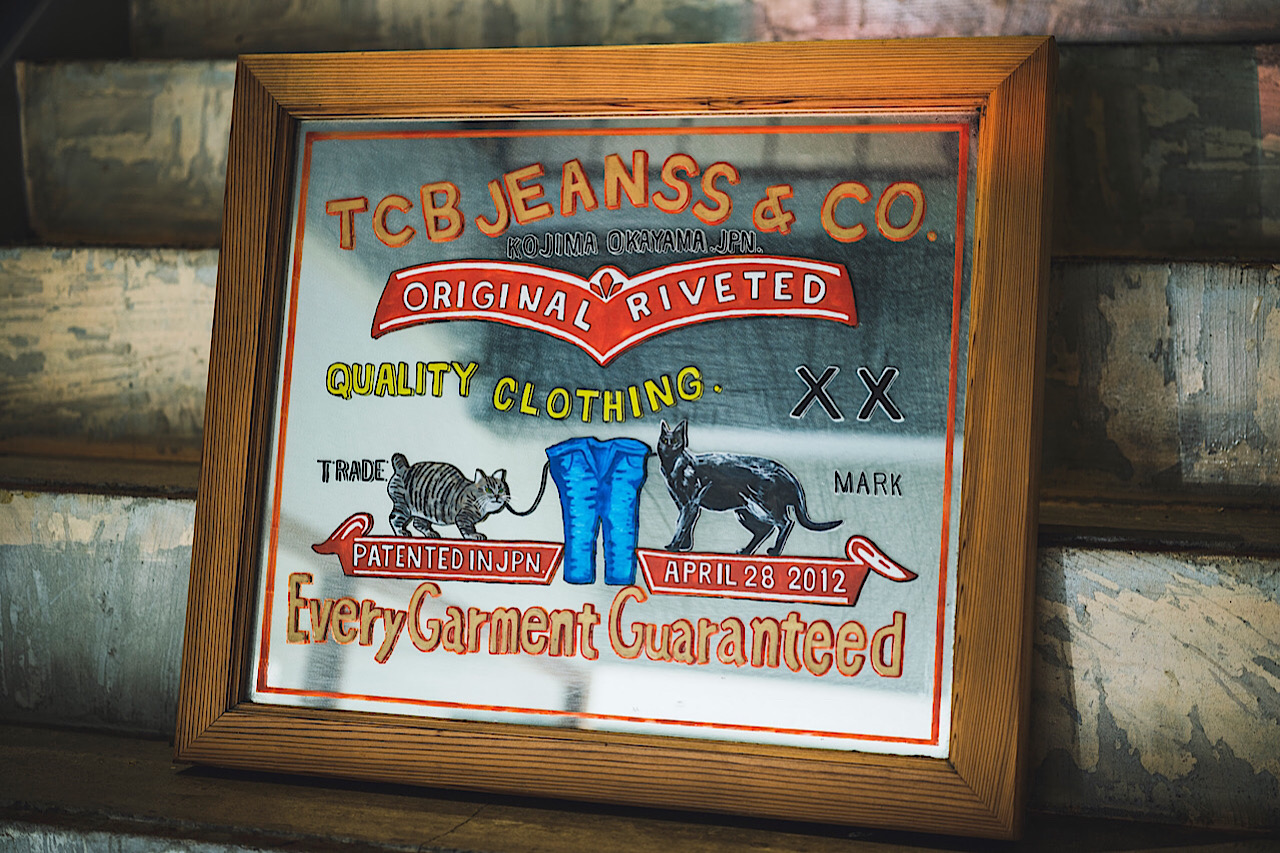 TCB JEANSS & CO.
KOJIMA OKAYAMA.JPN.
ORIGINAL RIVETED
QUALITY CLOTHING. XX
TRADE MARK
PATENTED IN JPN. APRIL 28 2012
Every Garment Guaranteed